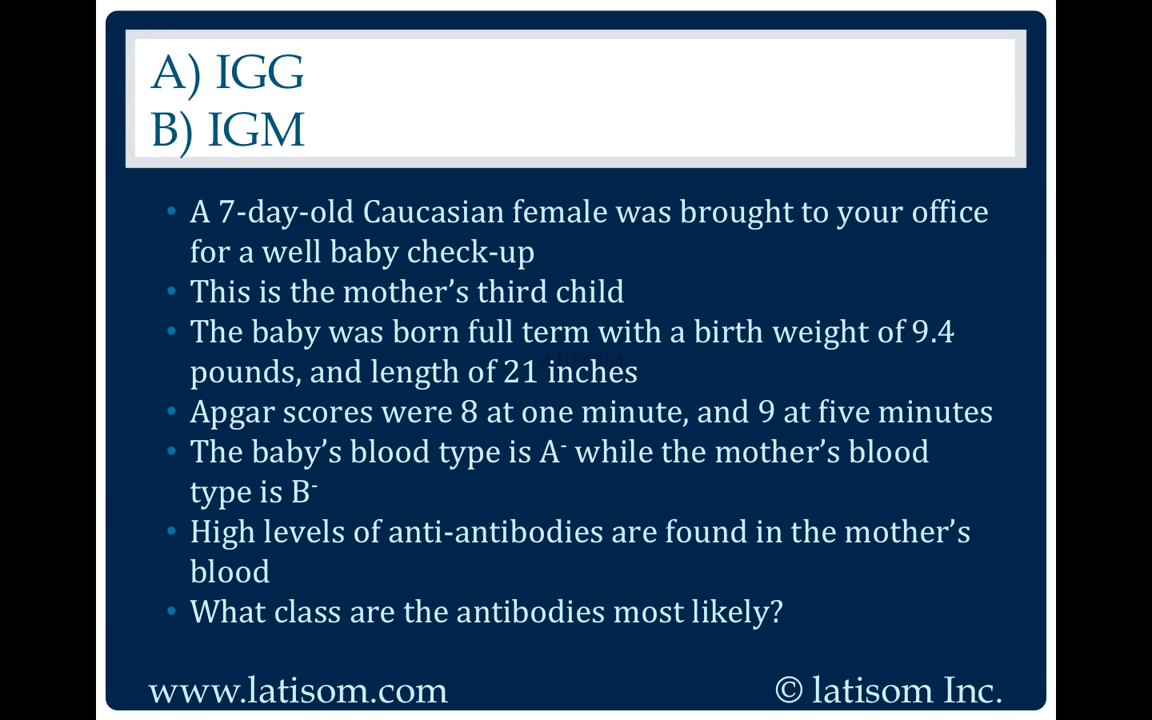 A) IGG
B) IGM
• A 7-day-old Caucasian female was brought to your office
for a well baby check-up
• This is the mother’s third child
• The baby was born full term with a birth weight of 9.4
pounds, and length of 21 inches
• Apgar scores were 8 at one minute, and 9 at five minutes
• The baby’s blood type is A⁻ while the mother’s blood
type is B⁻
• High levels of anti-antibodies are found in the mother’s
blood
• What class are the antibodies most likely?
www.latisom.com © latisom Inc.